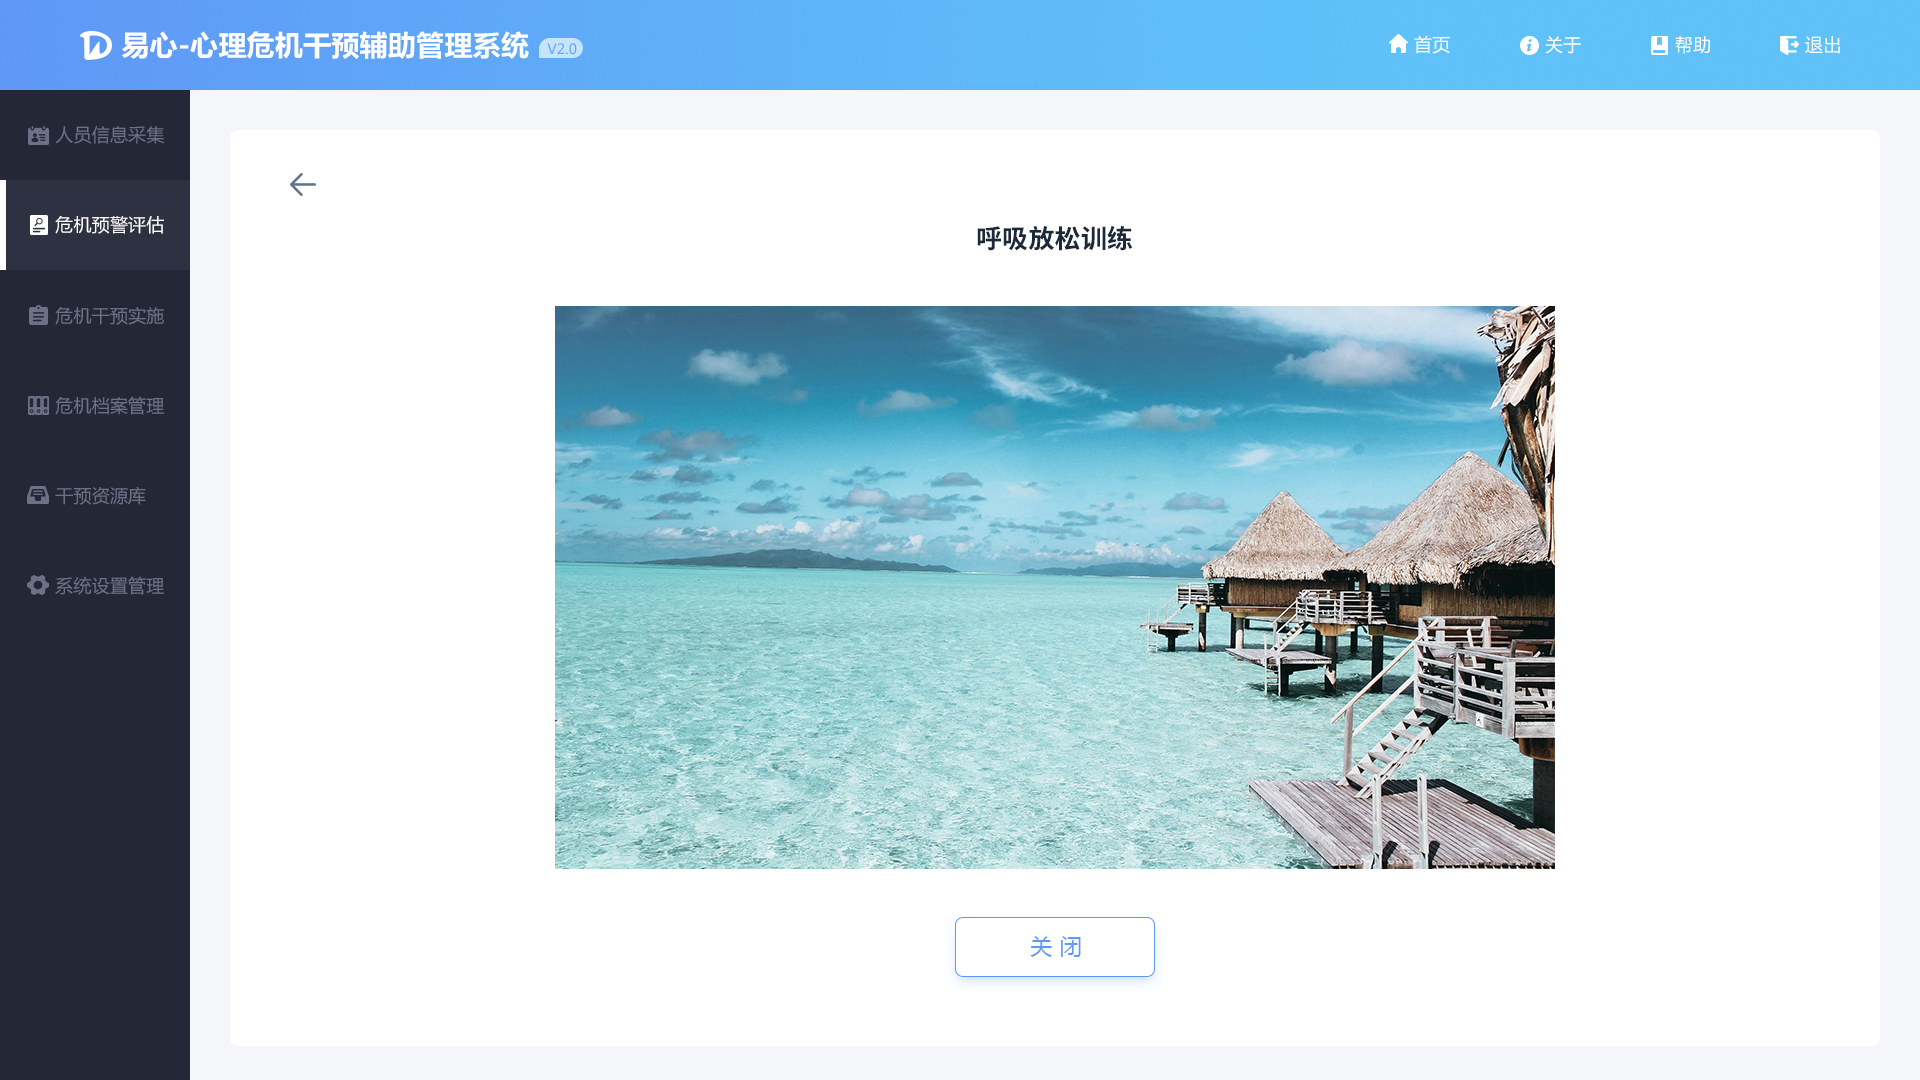 易心-心理危机干预辅助管理系统 V2.0
首页
关于
帮助
退出
人员信息采集
危机预警评估
危机干预实施
危机档案管理
干预资源库
系统设置管理
呼吸放松训练
关 闭